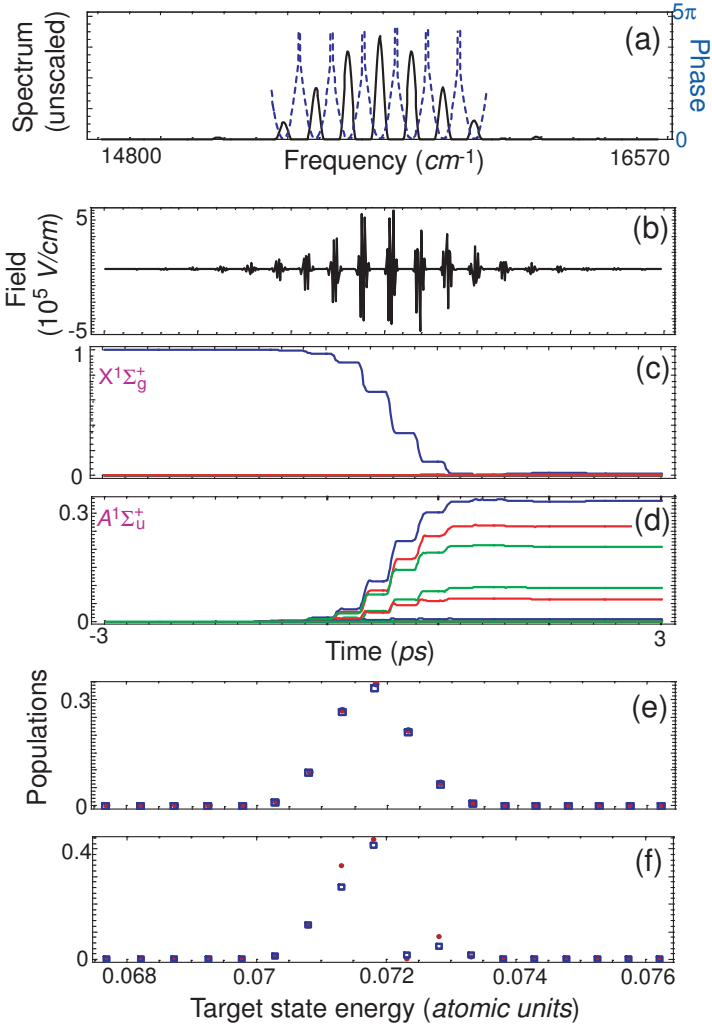 Spectrum
(unscaled)
(a)
5π
Phase
0
14800
Frequency (cm-1)
16570
5
(b)
Field
(10^5 V/cm)
-5
1
X^1Σ_g^+
(c)
0
0.3
A^1Σ_u^+
(d)
0
-3
Time (ps)
3
Populations
0.3
(e)
0
0.4
(f)
0
0.068
0.07
0.072
0.074
0.076
Target state energy (atomic units)